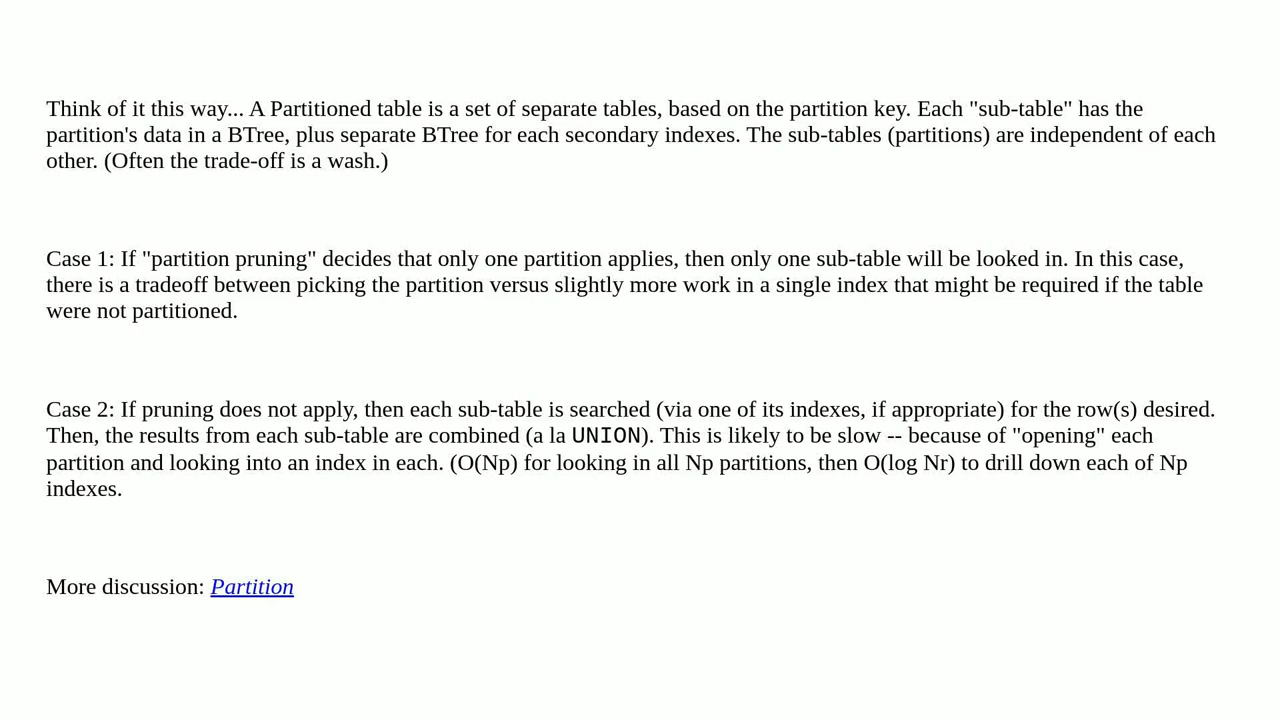 Think of it this way... A Partitioned table is a set of separate tables, based on the partition key. Each "sub-table" has the
partition's data in a BTree, plus separate BTree for each secondary indexes. The sub-tables (partitions) are independent of each
other. (Often the trade-off is a wash.)
Case 1: If "partition pruning" decides that only one partition applies, then only one sub-table will be looked in. In this case,
there is a tradeoff between picking the partition versus slightly more work in a single index that might be required if the table
were not partitioned.
Case 2: If pruning does not apply, then each sub-table is searched (via one of its indexes, if appropriate) for the row(s) desired.
Then, the results from each sub-table are combined (a la UNION). This is likely to be slow -- because of "opening" each
partition and looking into an index in each. (O(Np) for looking in all Np partitions, then O(log Nr) to drill down each of Np
indexes.
More discussion: Partition